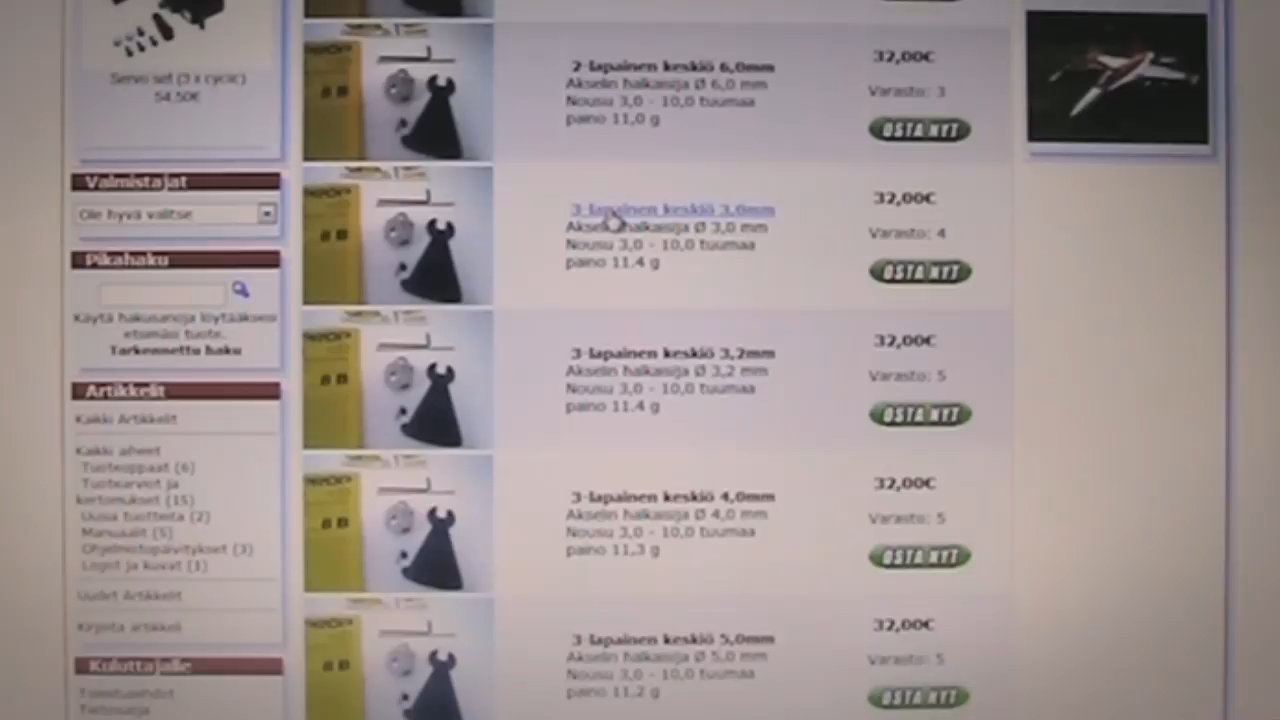 Servo set (3 x cyclic)
54,50€
Valmistajat
Ole hyvä valitse
Pikahaku
Käytä hakusanoja löytääksesi
etsimäsi tuote.
Tarkennettu haku
Artikkelit
Kaikki Artikkelit
Kaikki aiheet
Tuoteoppaat (6)
Tuotearviot ja
kertomukset (15)
Uusia tuotteita (2)
Manuaalit (5)
Ohjelmistopäivitykset (3)
Logot ja kuvat (1)
Uudet Artikkelit
Kirjoita artikkeli
Kuluttajalle
Toimitusehdot
Tietosuoja
2-lapainen keskiö 6,0mm
Akselin halkaisija Ø 6,0 mm
Nousu 3,0 - 10,0 tuumaa
paino 11,0 g
32,00€
Varasto: 3
OSTA NYT
3-lapainen keskiö 3,0mm
Akselin halkaisija Ø 3,0 mm
Nousu 3,0 - 10,0 tuumaa
paino 11.4 g
32,00€
Varasto: 4
OSTA NYT
3-lapainen keskiö 3,2mm
Akselin halkaisija Ø 3,2 mm
Nousu 3,0 - 10,0 tuumaa
paino 11.4 g
32,00€
Varasto: 5
OSTA NYT
3-lapainen keskiö 4,0mm
Akselin halkaisija Ø 4,0 mm
Nousu 3,0 - 10,0 tuumaa
paino 11,3 g
32,00€
Varasto: 5
OSTA NYT
3-lapainen keskiö 5,0mm
Akselin halkaisija Ø 5,0 mm
Nousu 3,0 - 10,0 tuumaa
paino 11,2 g
32,00€
Varasto: 5
OSTA NYT